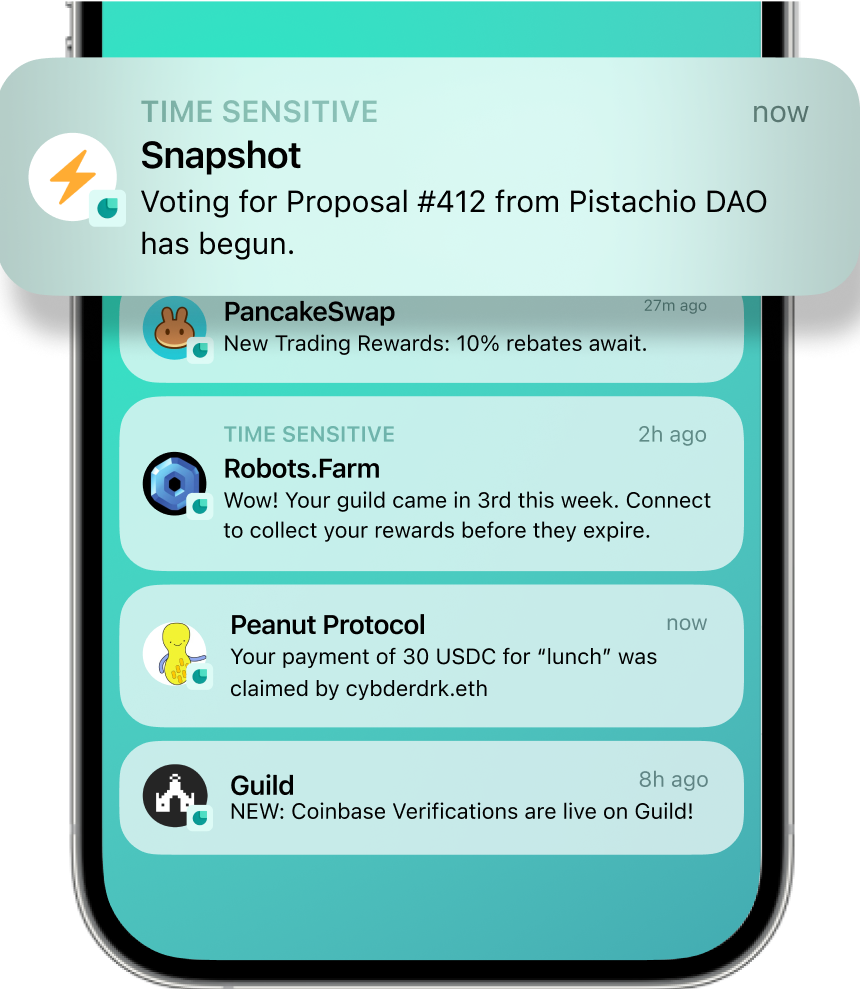 TIME SENSITIVE
now
Snapshot
Voting for Proposal #412 from Pistachio DAO
has begun.
PancakeSwap
27m ago
New Trading Rewards: 10% rebates await.
TIME SENSITIVE
2h ago
Robots.Farm
Wow! Your guild came in 3rd this week. Connect
to collect your rewards before they expire.
Peanut Protocol
now
Your payment of 30 USDC for “lunch” was
claimed by cybderdrk.eth
Guild
8h ago
NEW: Coinbase Verifications are live on Guild!